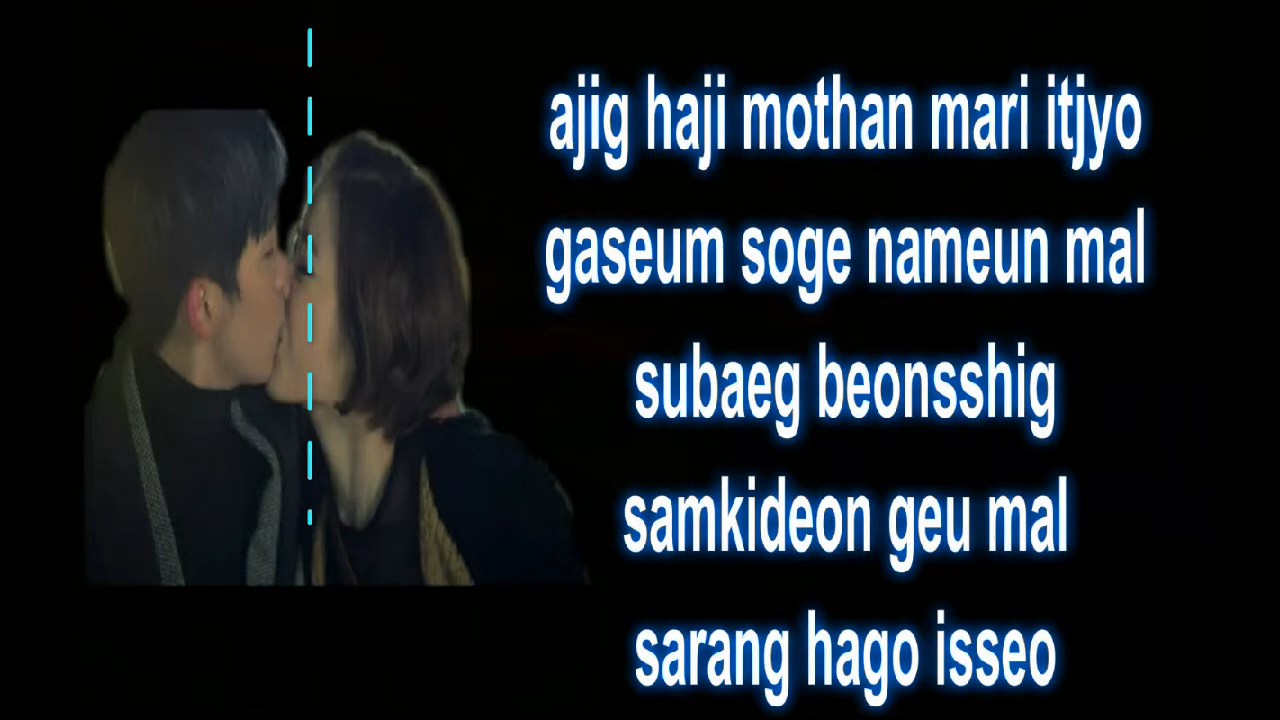 ajig haji mothan mari itjyo
gaseum soge nameun mal
subaeg beonsshig
samkideon geu mal
sarang hago isseo